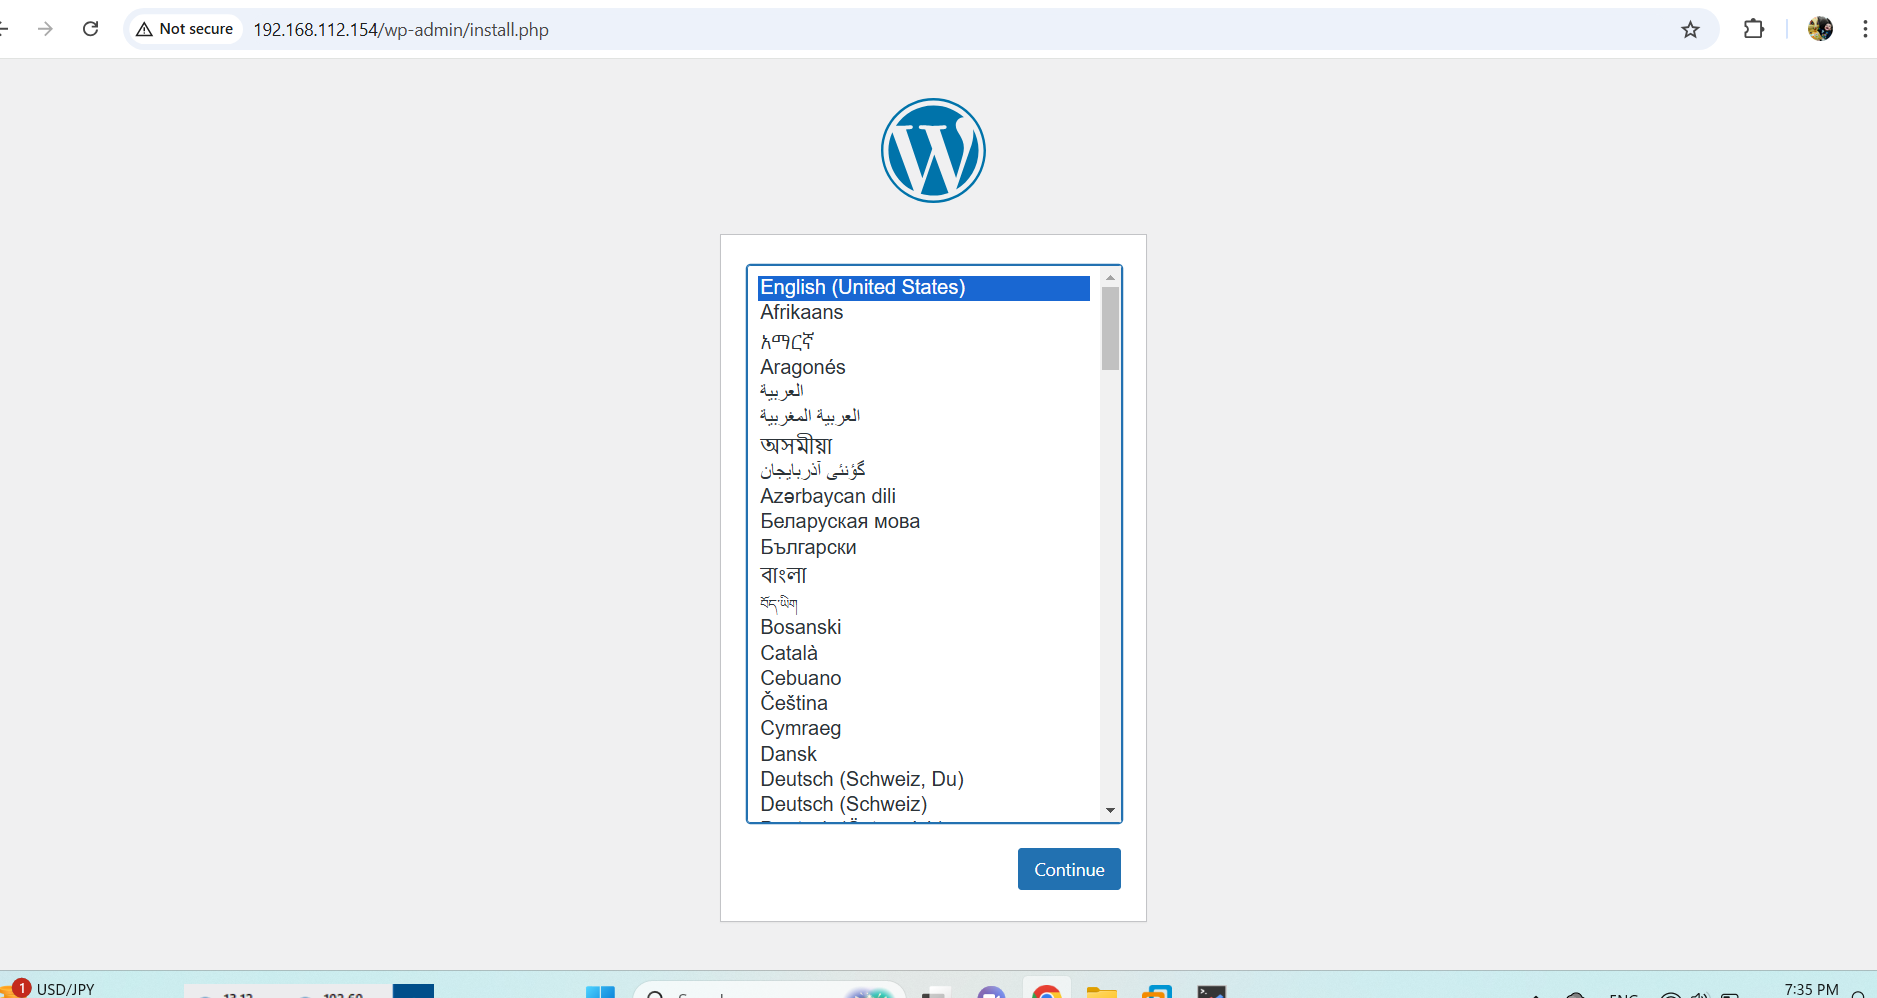 Not secure 192.168.112.154/wp-admin/install.php
English (United States)
Afrikaans
አማርኛ
Aragonés
العربية
العربية المغربية
অসমীয়া
گؤنئی آذربایجان
Azərbaycan dili
Беларуская мова
Български
বাংলা
བོད་ཡིག
Bosanski
Català
Cebuano
Čeština
Cymraeg
Dansk
Deutsch (Schweiz, Du)
Deutsch (Schweiz)
Continue
1 USD/JPY
7:35 PM